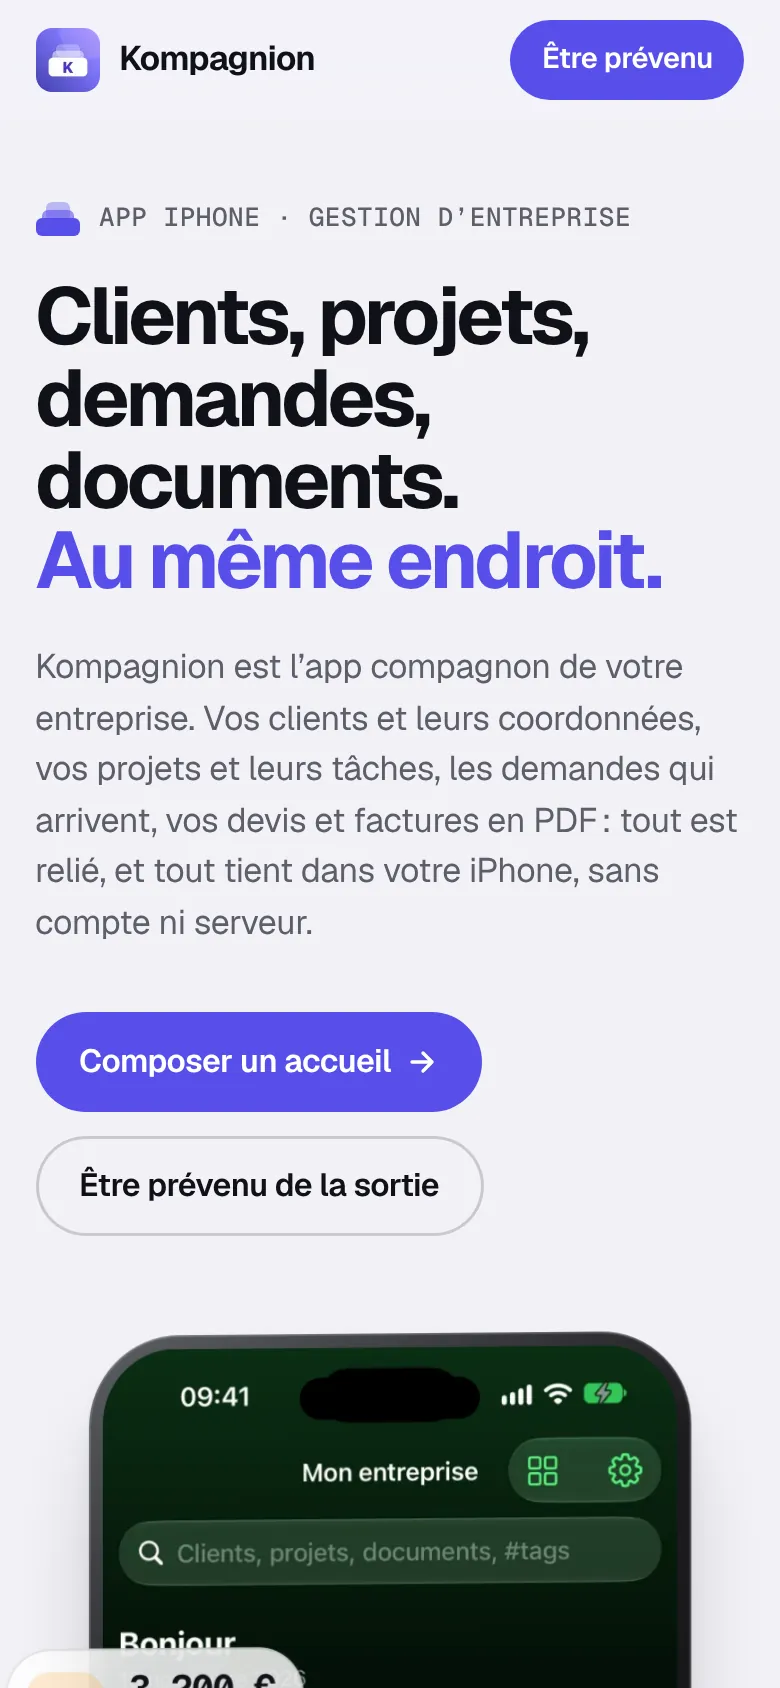 K
Kompagnion
Être prévenu
APP IPHONE · GESTION D’ENTREPRISE
Clients, projets,
demandes,
documents.
Au même endroit.
Kompagnion est l’app compagnon de votre
entreprise. Vos clients et leurs coordonnées,
vos projets et leurs tâches, les demandes qui
arrivent, vos devis et factures en PDF : tout est
relié, et tout tient dans votre iPhone, sans
compte ni serveur.
Composer un accueil →
Être prévenu de la sortie
09:41
Mon entreprise
Clients, projets, documents, #tags
Bonjour
3 200 €